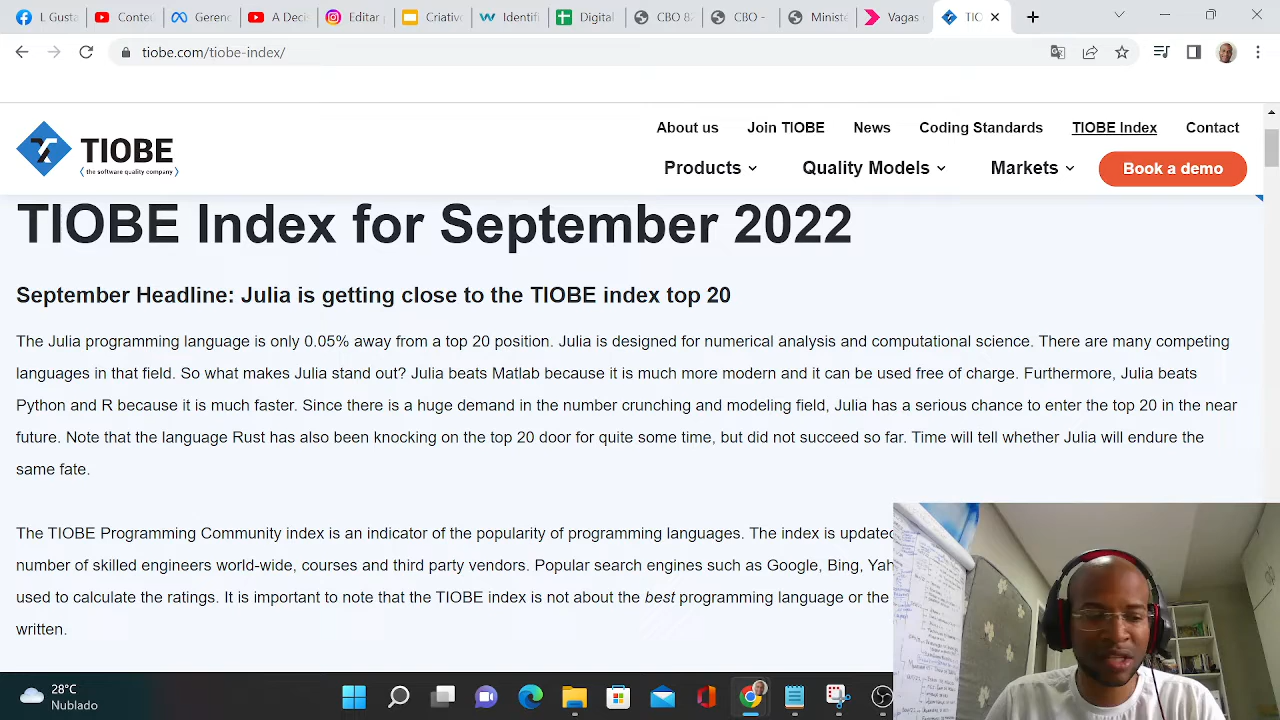 L Gusta
Contei
Gerenc
A Decl
Editar
Criativo
Identifi
Digital
CBO 8
CBO -
Ministe
Vagas
TIO
tiobe.com/tiobe-index/
About us Join TIOBE News Coding Standards TIOBE Index Contact
TIOBE
(the software quality company)
Products Quality Models Markets Book a demo
TIOBE Index for September 2022
September Headline: Julia is getting close to the TIOBE index top 20
The Julia programming language is only 0.05% away from a top 20 position. Julia is designed for numerical analysis and computational science. There are many competing
languages in that field. So what makes Julia stand out? Julia beats Matlab because it is much more modern and it can be used free of charge. Furthermore, Julia beats
Python and R because it is much faster. Since there is a huge demand in the number crunching and modeling field, Julia has a serious chance to enter the top 20 in the near
future. Note that the language Rust has also been knocking on the top 20 door for quite some time, but did not succeed so far. Time will tell whether Julia will endure the
same fate.
The TIOBE Programming Community index is an indicator of the popularity of programming languages. The index is updated
number of skilled engineers world-wide, courses and third party vendors. Popular search engines such as Google, Bing, Yah
used to calculate the ratings. It is important to note that the TIOBE index is not about the best programming language or the
written.
28°C
Nublado